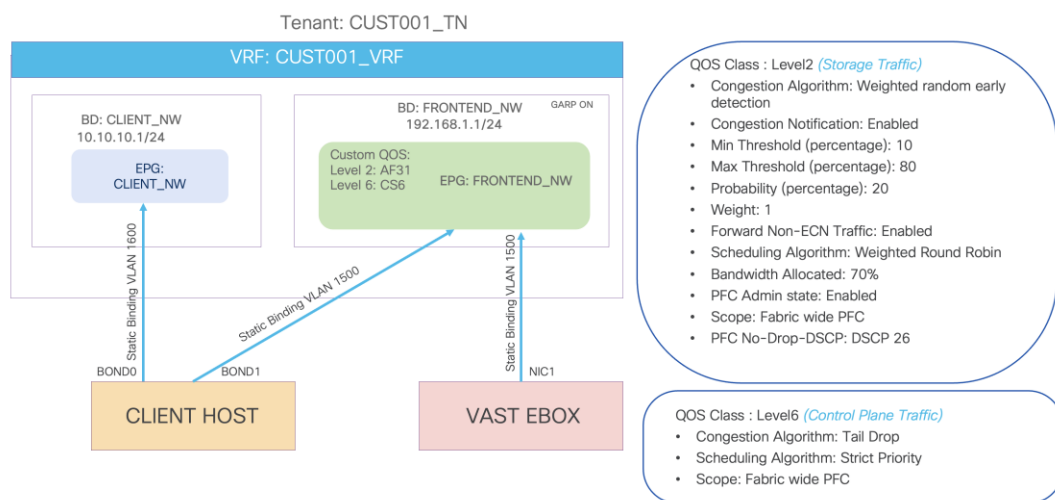 Tenant: CUST001_TN
VRF: CUST001_VRF
BD: CLIENT_NW
10.10.10.1/24
EPG:
CLIENT_NW
BD: FRONTEND_NW
192.168.1.1/24
GARP ON
Custom QOS:
Level 2: AF31
Level 6: CS6
EPG: FRONTEND_NW
Static Binding VLAN 1600
Static Binding VLAN 1500
Static Binding VLAN 1500
BOND0
BOND1
NIC1
CLIENT HOST
VAST EBOX
QOS Class : Level2 (Storage Traffic)
• Congestion Algorithm: Weighted random early
detection
• Congestion Notification: Enabled
• Min Threshold (percentage): 10
• Max Threshold (percentage): 80
• Probability (percentage): 20
• Weight: 1
• Forward Non-ECN Traffic: Enabled
• Scheduling Algorithm: Weighted Round Robin
• Bandwidth Allocated: 70%
• PFC Admin state: Enabled
• Scope: Fabric wide PFC
• PFC No-Drop-DSCP: DSCP 26
QOS Class : Level6 (Control Plane Traffic)
• Congestion Algorithm: Tail Drop
• Scheduling Algorithm: Strict Priority
• Scope: Fabric wide PFC